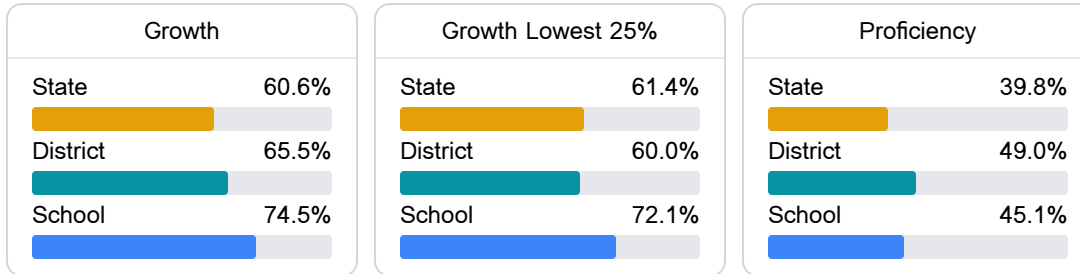 Growth
State 60.6%
District 65.5%
School 74.5%
Growth Lowest 25%
State 61.4%
District 60.0%
School 72.1%
Proficiency
State 39.8%
District 49.0%
School 45.1%